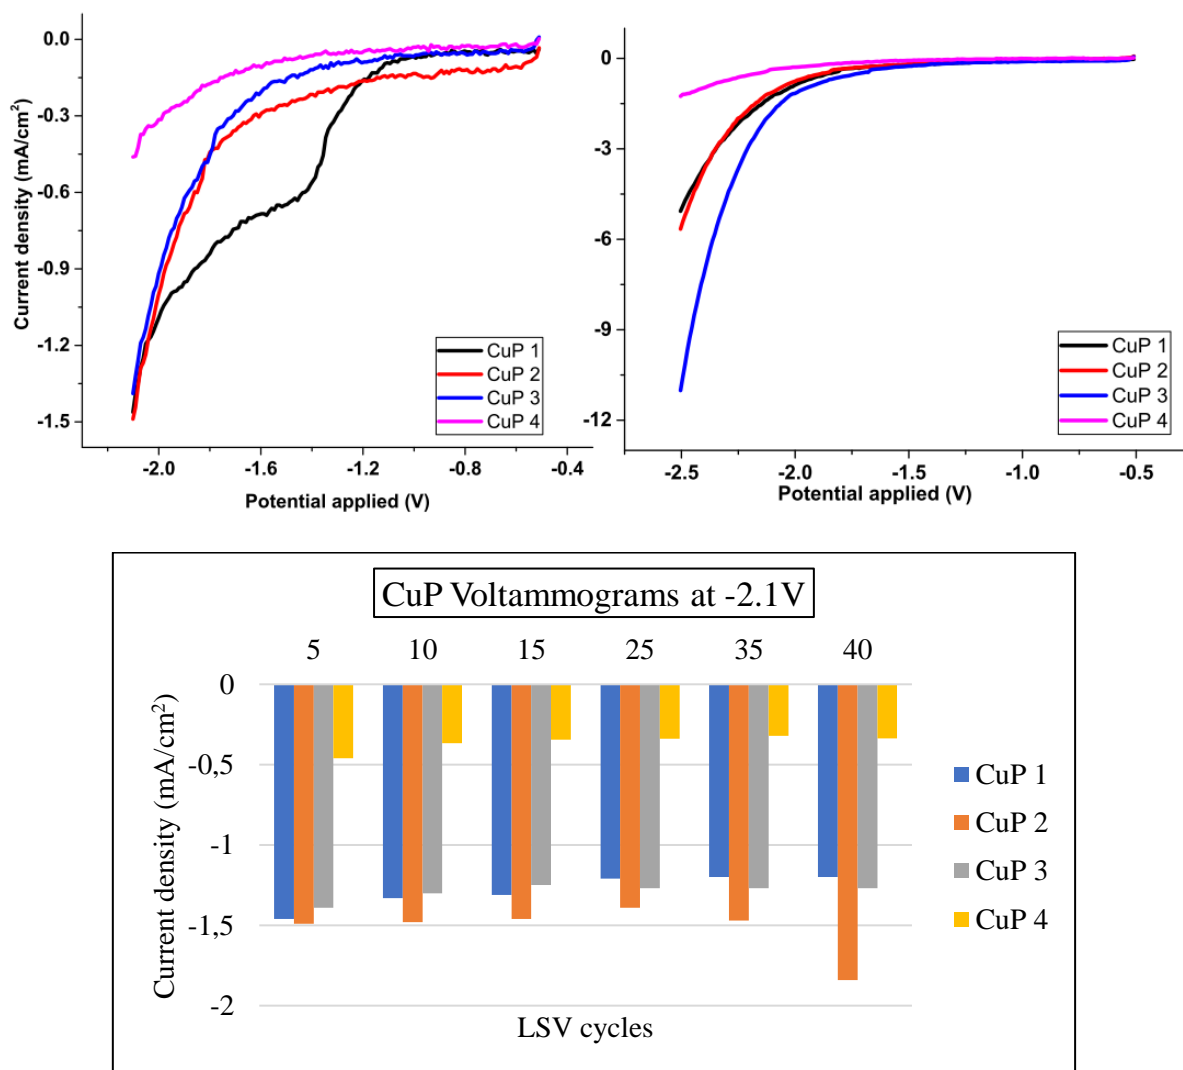 0.0
-0.3
-0.6
-0.9
-1.2
-1.5
Current density (mA/cm²)
-2.0 -1.6 -1.2 -0.8 -0.4
Potential applied (V)
CuP 1
CuP 2
CuP 3
CuP 4
0
-3
-6
-9
-12
-2.5 -2.0 -1.5 -1.0 -0.5
Potential applied (V)
CuP 1
CuP 2
CuP 3
CuP 4
CuP Voltammograms at -2.1V
5 10 15 25 35 40
0
-0,5
-1
-1,5
-2
Current density (mA/cm²)
LSV cycles
CuP 1
CuP 2
CuP 3
CuP 4